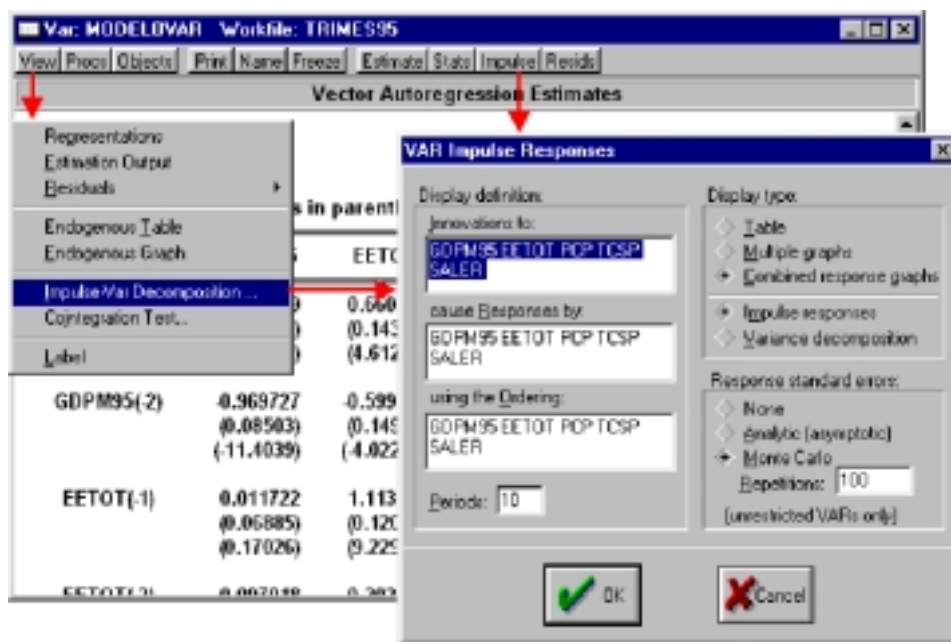 Var: MODELOVAR Workfile: TRIMES95
View Procs Objects Print Name Freeze Estimate Stats Impulse Resids
Vector Autoregression Estimates
Representations
Estimation Output
Residuals
Endogenous Table
Endogenous Graph
Impulse-Var Decomposition ...
Cointegration Test...
Label
s in parent
EETO
0.660
(0.143
(4.612
GDPM95(-2) -0.969727 -0.599
(0.08503) (0.149
(-11.4039) (-4.022
EETOT(-1) 0.011722 1.113
(0.06885) (0.120
(0.17026) (9.229
VAR Impulse Responses
Display definition:
Innovations to:
GDPM95 EETOT PCP TCSP
SALER
cause Responses by:
GDPM95 EETOT PCP TCSP
SALER
using the Ordering:
GDPM95 EETOT PCP TCSP
SALER
Periods: 10
Display type:
Table
Multiple graphs
Combined response graphs
Impulse responses
Variance decomposition
Response standard errors:
None
Analytic (asymptotic)
Monte Carlo
Repetitions: 100
(unrestricted VARs only)
OK
Cancel